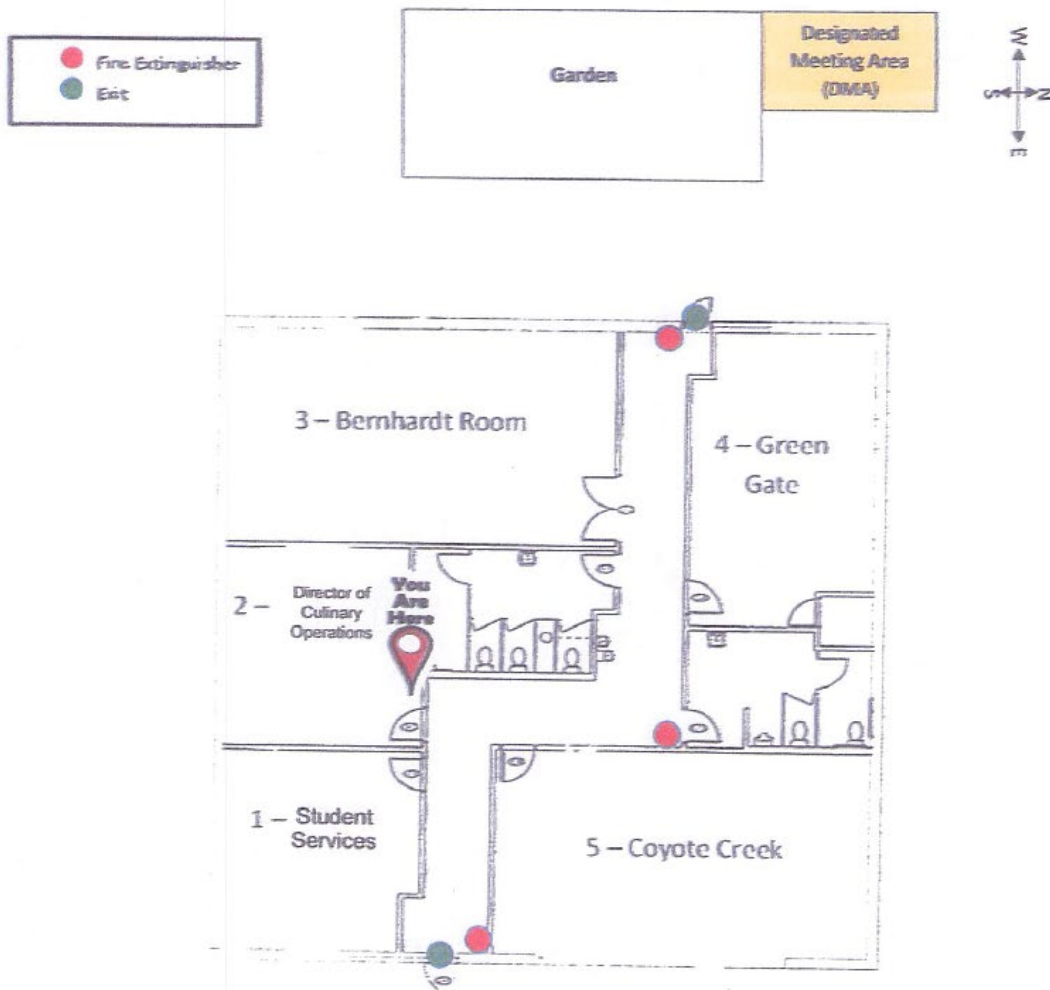 Fire Extinguisher
Exit
Garden
Designated
Meeting Area
(DMA)
W
S
N
E
3 – Bernhardt Room
4 – Green
Gate
2 –
Director of
Culinary
Operations
You
Are
Here
1 – Student
Services
5 – Coyote Creek